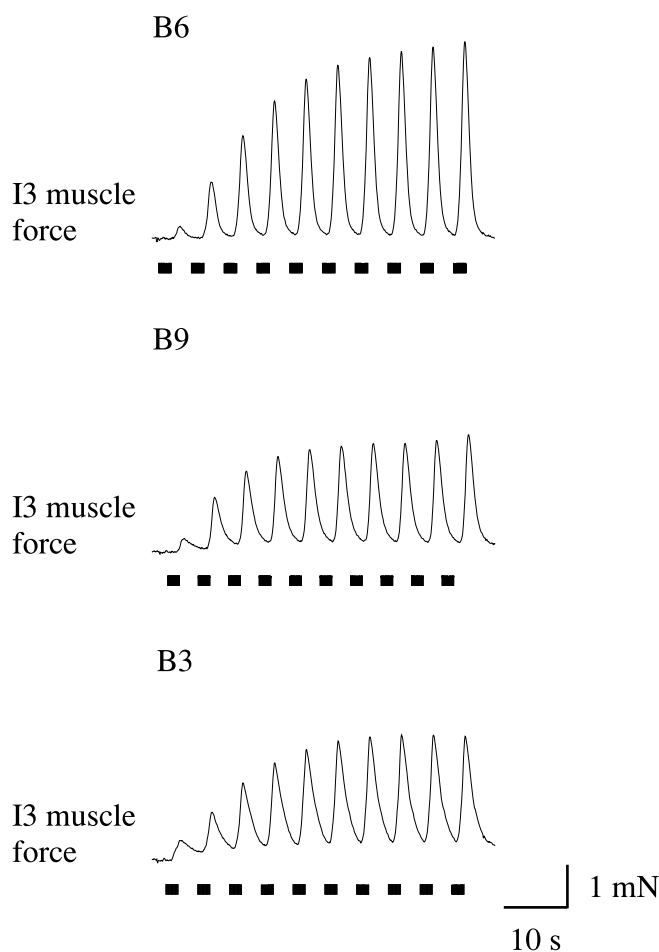 B6
I3 muscle
force
B9
I3 muscle
force
B3
I3 muscle
force
1 mN
10 s